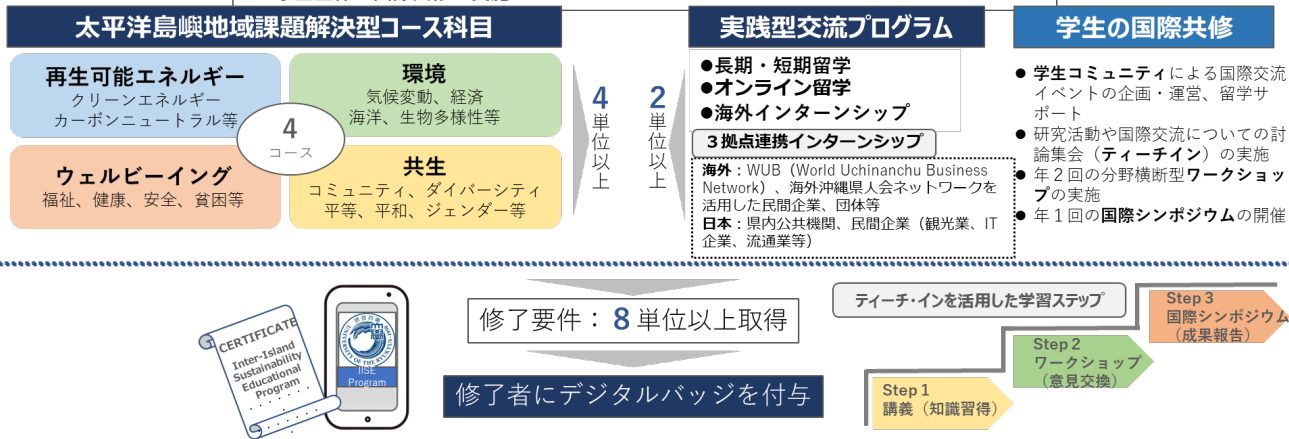 太平洋島嶼地域課題解決型コース科目
再生可能エネルギー
クリーンエネルギー
カーボンニュートラル等
環境
気候変動、経済
海洋、生物多様性等
4
コース
ウェルビーイング
福祉、健康、安全、貧困等
共生
コミュニティ、ダイバーシティ
平等、平和、ジェンダー等
4単位以上
2単位以上
実践型交流プログラム
●長期・短期留学
●オンライン留学
●海外インターンシップ
３拠点連携インターンシップ
海外：WUB（World Uchinanchu Business
Network）、海外沖縄県人会ネットワークを
活用した民間企業、団体等
日本：県内公共機関、民間企業（観光業、IT
企業、流通業等）
学生の国際共修
● 学生コミュニティによる国際交流
イベントの企画・運営、留学サ
ポート
● 研究活動や国際交流についての討
論集会（ティーチイン）の実施
● 年２回の分野横断型ワークショッ
プの実施
● 年１回の国際シンポジウムの開催
CERTIFICATE
Inter-Island
Sustainability
Educational
Program
IISE
Program
修了要件：8単位以上取得
修了者にデジタルバッジを付与
ティーチ･インを活用した学習ステップ
Step 1
講義（知識習得）
Step 2
ワークショップ
（意見交換）
Step 3
国際シンポジウム
（成果報告）